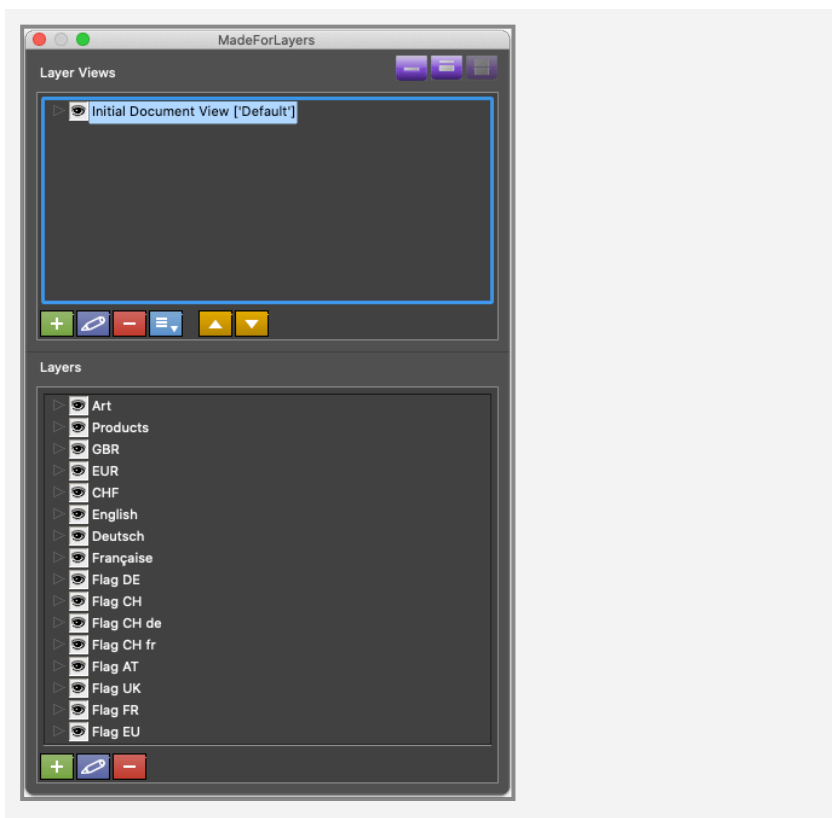 MadeForLayers
Layer Views
Initial Document View ['Default']
Layers
Art
Products
GBR
EUR
CHF
English
Deutsch
Française
Flag DE
Flag CH
Flag CH de
Flag CH fr
Flag AT
Flag UK
Flag FR
Flag EU